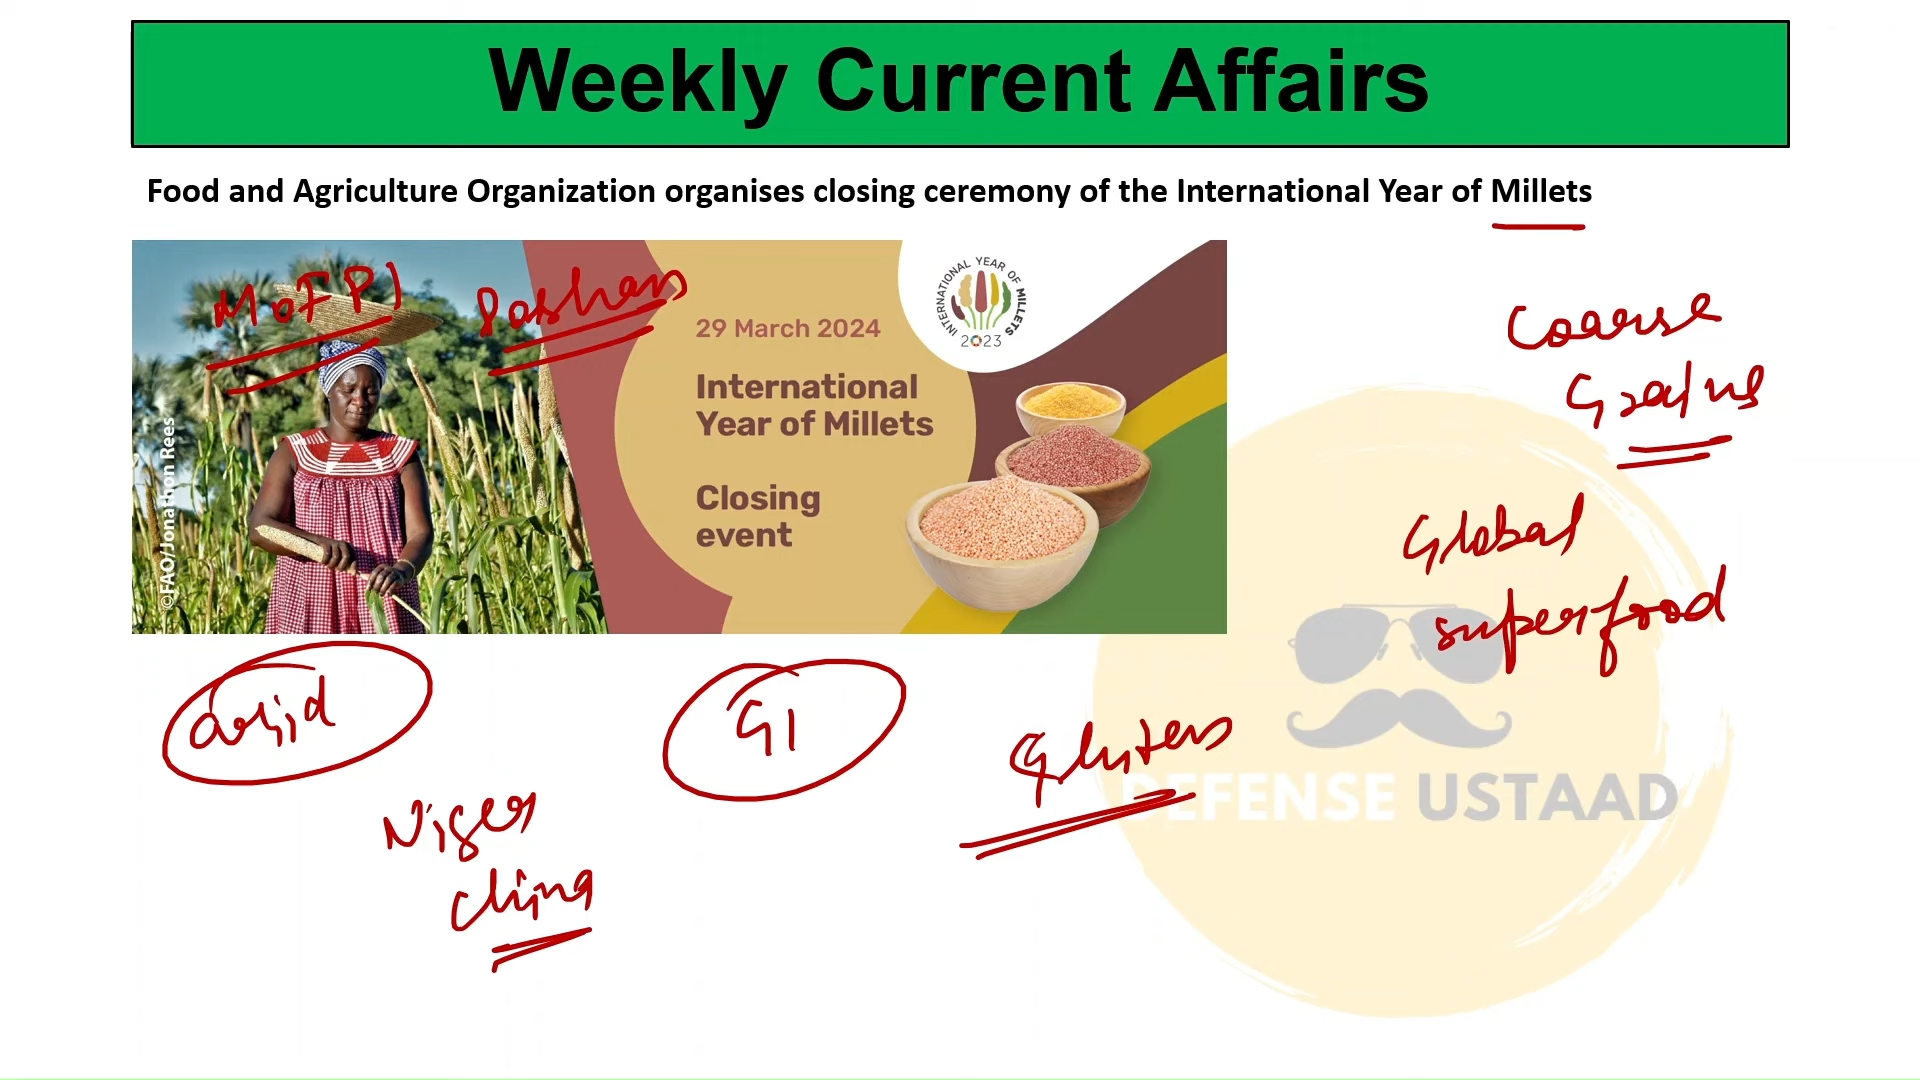 Weekly Current Affairs
Food and Agriculture Organization organises closing ceremony of the International Year of Millets
MoFPI
Poshan
INTERNATIONAL YEAR OF MILLETS
2023
29 March 2024
International
Year of Millets
Closing
event
©FAO/Jonathon Rees
Coarse
Grains
Global
superfood
arid
GI
Gluten
Niger
China
DEFENSE USTAAD